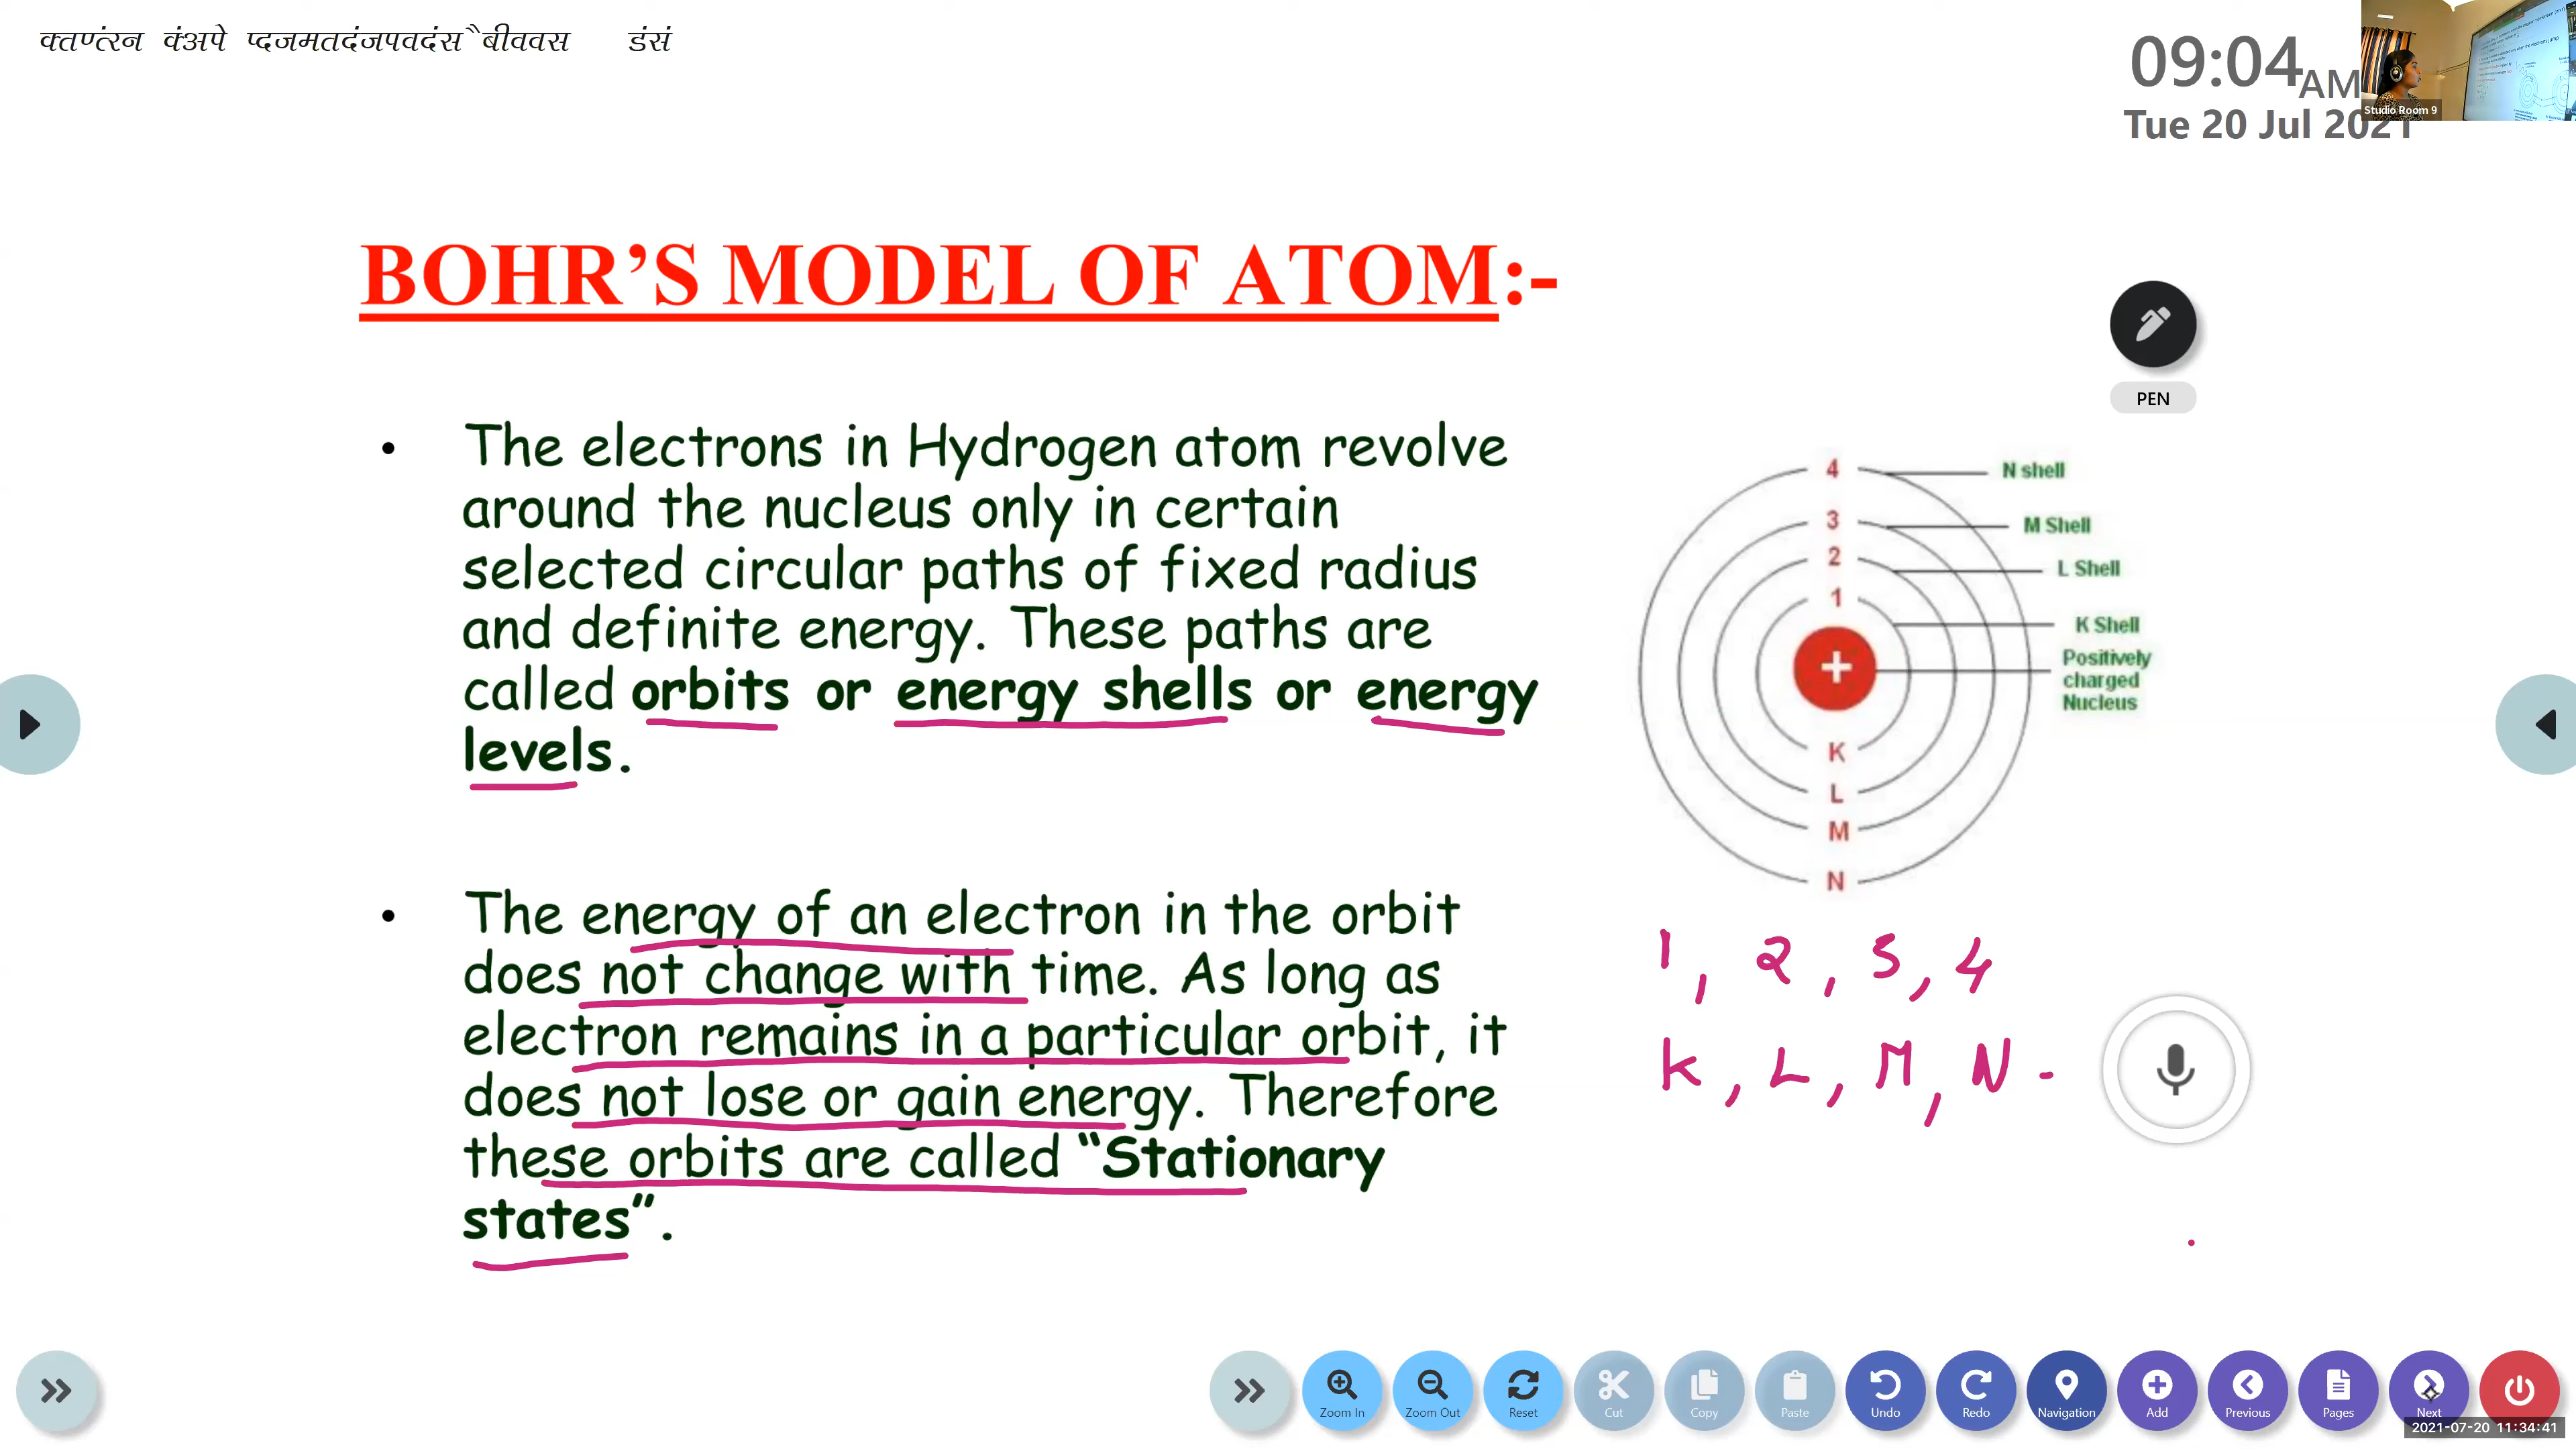 क्तण्तंरन कंअपे प्दजमतदंजपवदंस ैबीववस डंसं
09:04 AM
Tue 20 Jul 2021
Studio Room 9
BOHR’S MODEL OF ATOM:-
PEN
• The electrons in Hydrogen atom revolve
around the nucleus only in certain
selected circular paths of fixed radius
and definite energy. These paths are
called orbits or energy shells or energy
levels.
• The energy of an electron in the orbit
does not change with time. As long as
electron remains in a particular orbit, it
does not lose or gain energy. Therefore
these orbits are called “Stationary
states”.
4
3
2
1
+
K
L
M
N
N shell
M Shell
L Shell
K Shell
Positively
charged
Nucleus
1, 2, 3, 4
K, L, M, N -
Zoom In
Zoom Out
Reset
Cut
Copy
Paste
Undo
Redo
Navigation
Add
Previous
Pages
Next
2021-07-20 11:34:41